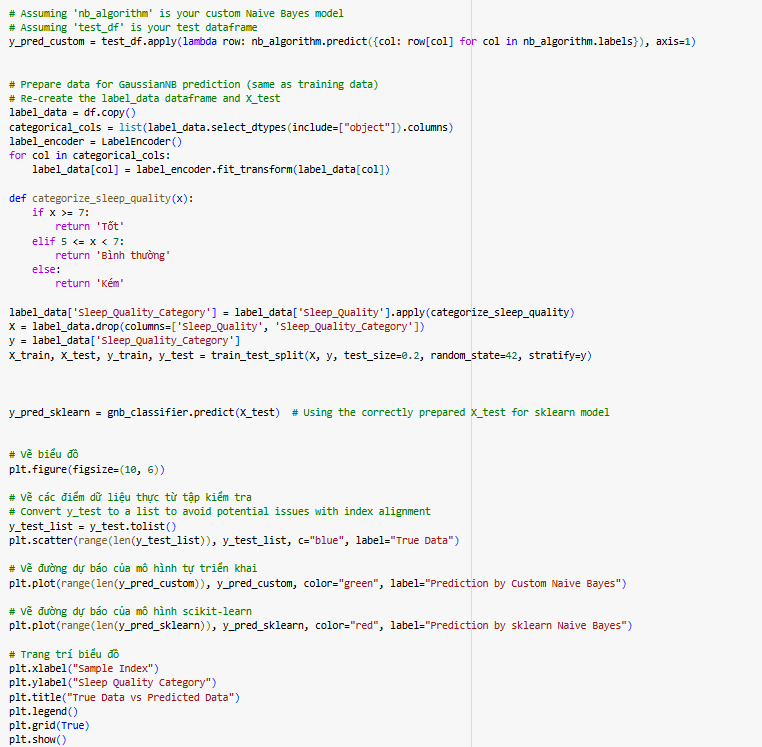 # Assuming 'nb_algorithm' is your custom Naive Bayes model
# Assuming 'test_df' is your test dataframe
y_pred_custom = test_df.apply(lambda row: nb_algorithm.predict({col: row[col] for col in nb_algorithm.labels}), axis=1)
# Prepare data for GaussianNB prediction (same as training data)
# Re-create the label_data dataframe and X_test
label_data = df.copy()
categorical_cols = list(label_data.select_dtypes(include=["object"]).columns)
label_encoder = LabelEncoder()
for col in categorical_cols:
    label_data[col] = label_encoder.fit_transform(label_data[col])
def categorize_sleep_quality(x):
    if x >= 7:
        return 'Tốt'
    elif 5 <= x < 7:
        return 'Bình thường'
    else:
        return 'Kém'
label_data['Sleep_Quality_Category'] = label_data['Sleep_Quality'].apply(categorize_sleep_quality)
X = label_data.drop(columns=['Sleep_Quality', 'Sleep_Quality_Category'])
y = label_data['Sleep_Quality_Category']
X_train, X_test, y_train, y_test = train_test_split(X, y, test_size=0.2, random_state=42, stratify=y)
y_pred_sklearn = gnb_classifier.predict(X_test)  # Using the correctly prepared X_test for sklearn model
# Vẽ biểu đồ
plt.figure(figsize=(10, 6))
# Vẽ các điểm dữ liệu thực từ tập kiểm tra
# Convert y_test to a list to avoid potential issues with index alignment
y_test_list = y_test.tolist()
plt.scatter(range(len(y_test_list)), y_test_list, c="blue", label="True Data")
# Vẽ đường dự báo của mô hình tự triển khai
plt.plot(range(len(y_pred_custom)), y_pred_custom, color="green", label="Prediction by Custom Naive Bayes")
# Vẽ đường dự báo của mô hình scikit-learn
plt.plot(range(len(y_pred_sklearn)), y_pred_sklearn, color="red", label="Prediction by sklearn Naive Bayes")
# Trang trí biểu đồ
plt.xlabel("Sample Index")
plt.ylabel("Sleep Quality Category")
plt.title("True Data vs Predicted Data")
plt.legend()
plt.grid(True)
plt.show()